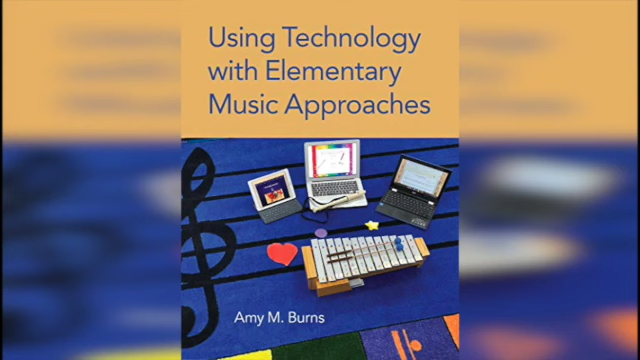 Using Technology
with Elementary
Music Approaches
Amy M. Burns